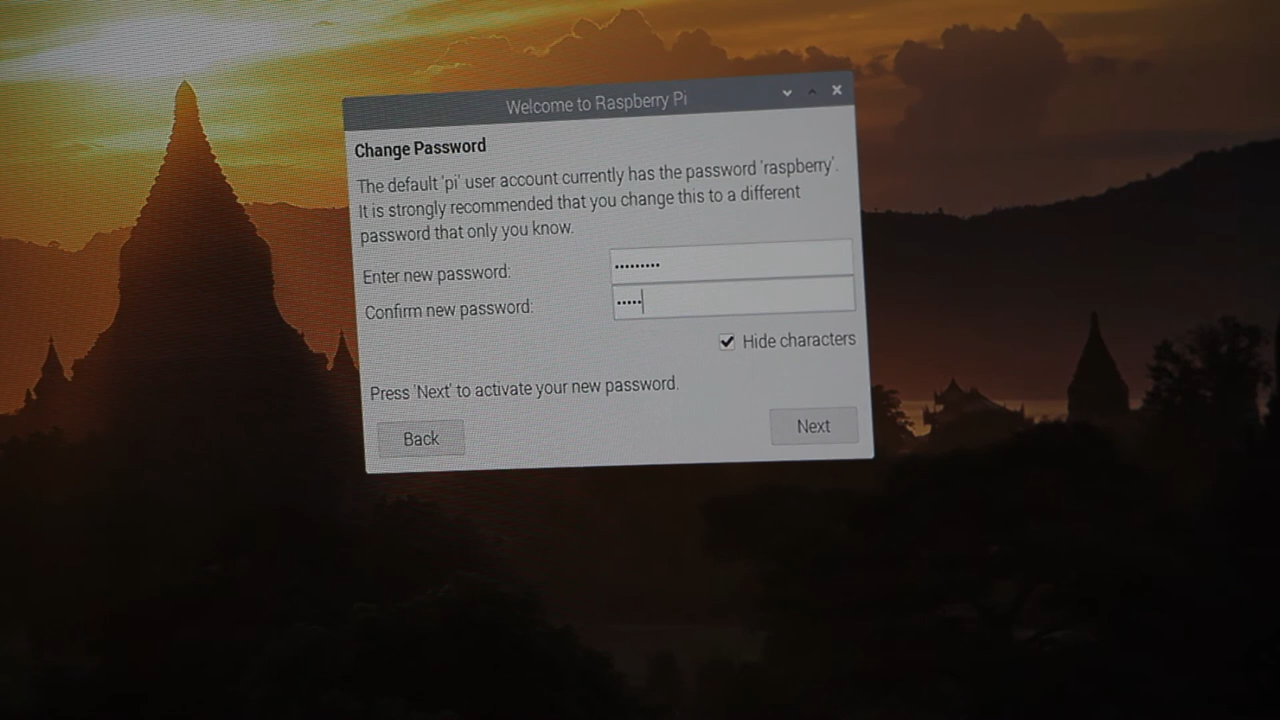 Welcome to Raspberry Pi
Change Password
The default 'pi' user account currently has the password 'raspberry'.
It is strongly recommended that you change this to a different
password that only you know.
Enter new password: •••••••••
Confirm new password: •••••
Hide characters
Press 'Next' to activate your new password.
Back
Next